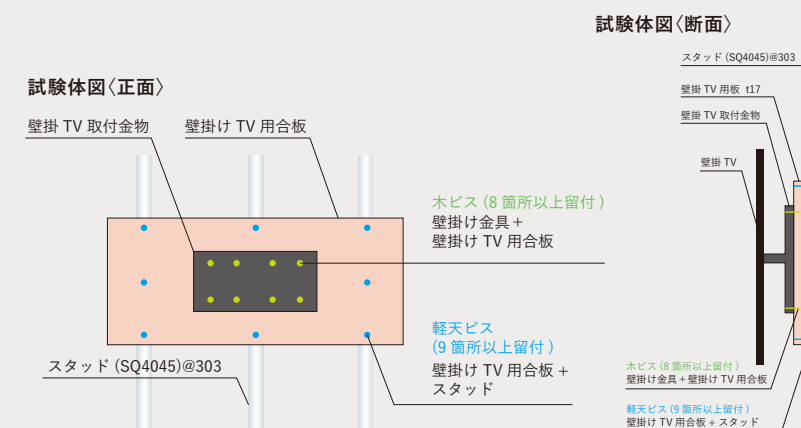 試験体図〈正面〉
壁掛 TV 取付金物
壁掛け TV 用合板
木ビス (8 箇所以上留付 )
壁掛け金具 +
壁掛け TV 用合板
軽天ビス
(9 箇所以上留付 )
壁掛け TV 用合板 +
スタッド
スタッド (SQ4045)@303
試験体図〈断面〉
スタッド (SQ4045)@303
壁掛 TV 用板 t17
壁掛 TV 取付金物
壁掛 TV
木ビス (8 箇所以上留付 )
壁掛け金具 + 壁掛け TV 用合板
軽天ビス (9 箇所以上留付 )
壁掛け TV 用合板 + スタッド